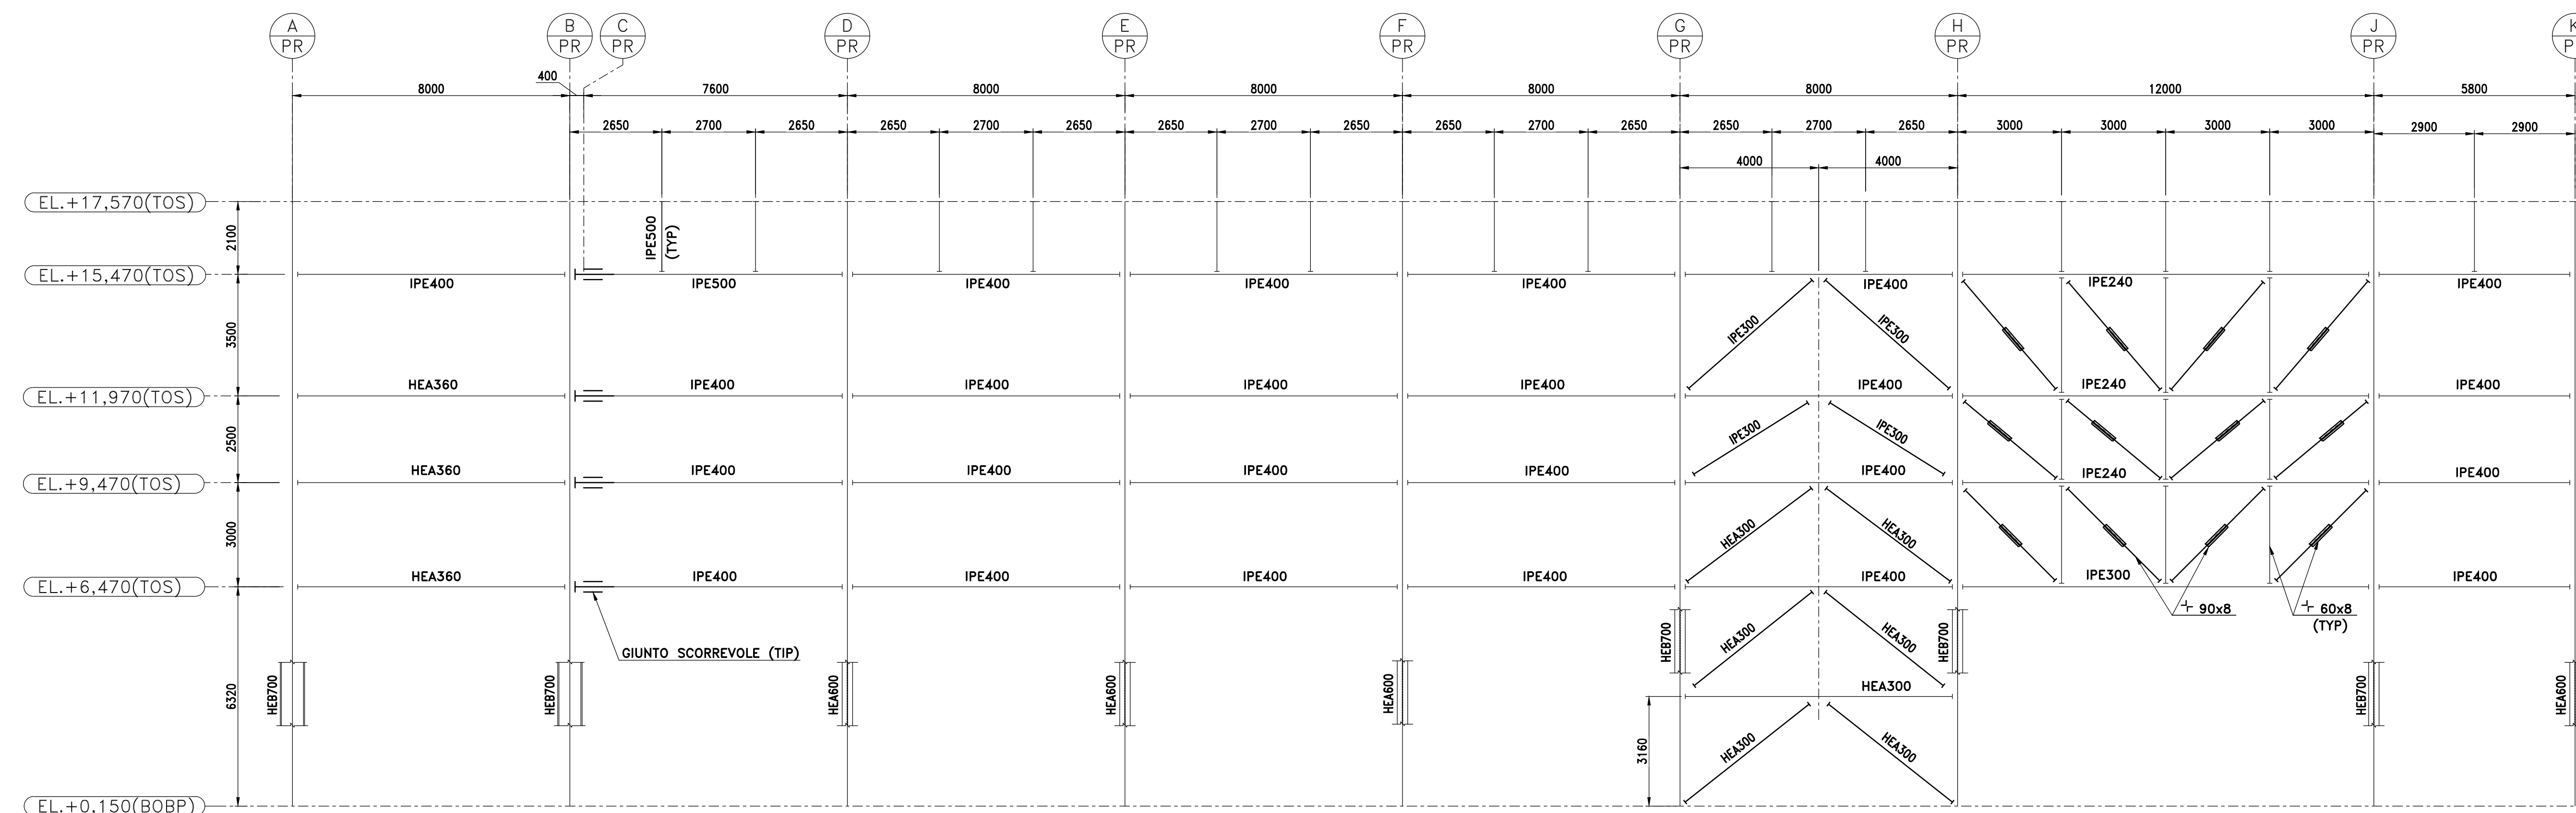 A B C D E F G H J K
PR PR PR PR PR PR PR PR PR
400
8000 7600 8000 8000 8000 8000 12000 5800
2650 2700 2650 2650 2700 2650 2650 2700 2650 2650 2700 2650 2650 2700 2650 3000 3000 3000 3000 2900 2900
4000 4000
EL.+17,570(TOS)
2100
IPE500
(TYP)
EL.+15,470(TOS)
IPE400 IPE500 IPE400 IPE400 IPE400 IPE400 IPE240 IPE400
3500
IPE300 IPE300
HEA360 IPE400 IPE400 IPE400 IPE400 IPE400 IPE240 IPE400
EL.+11,970(TOS)
2500
IPE300 IPE300
HEA360 IPE400 IPE400 IPE400 IPE400 IPE400 IPE240 IPE400
EL.+9,470(TOS)
3000
HEA300 HEA300
HEA360 IPE400 IPE400 IPE400 IPE400 IPE400 IPE300 IPE400
EL.+6,470(TOS)
90x8 60x8
(TYP)
GIUNTO SCORREVOLE (TIP)
HEB700 HEB700
HEA300 HEA300
6320
HEB700 HEB700 HEA600 HEA600 HEA600 HEB700 HEA600
HEA300
3160
HEA300 HEA300
EL.+0,150(BOBP)